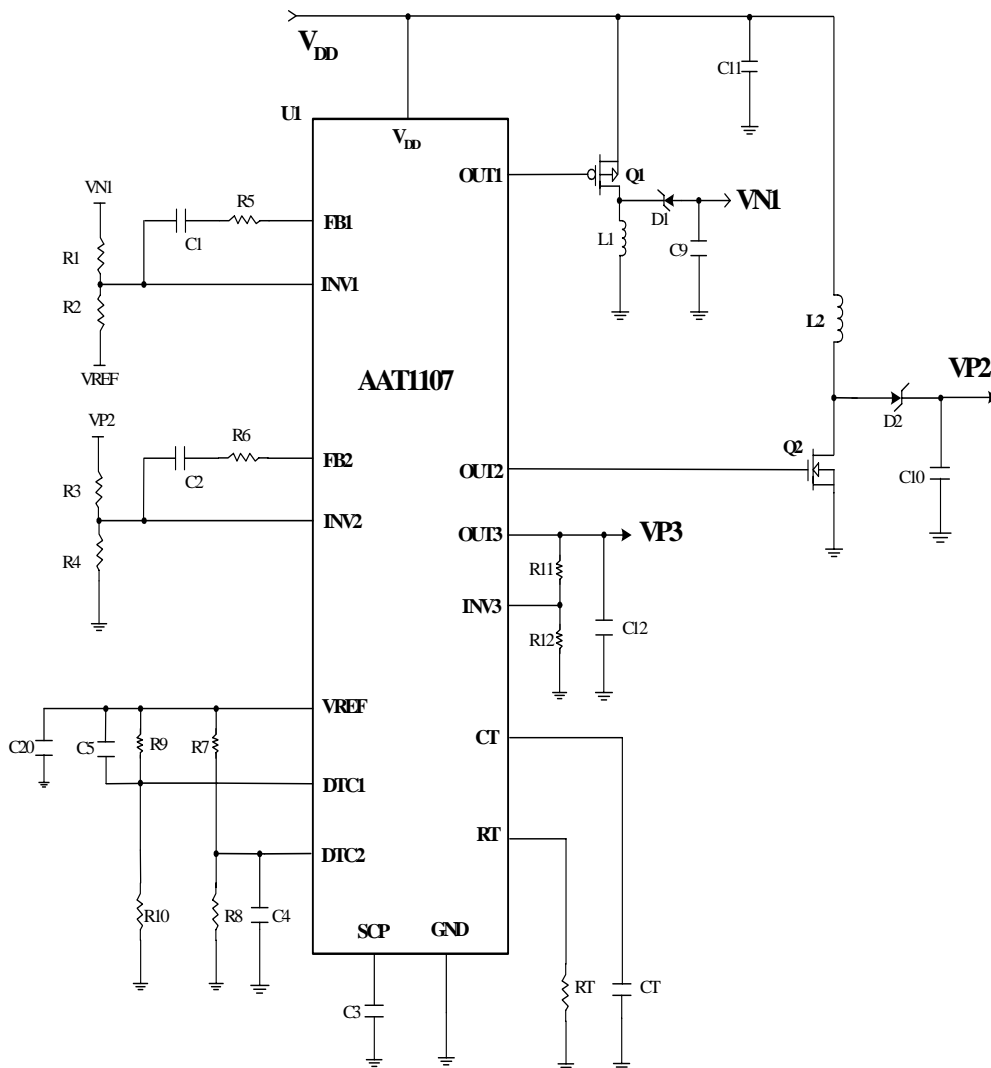 VDD
C11
U1
VDD
OUT1
Q1
VN1
VN1
R5
D1
FB1
C1
L1
C9
R1
INV1
R2
L2
VREF
AAT1107
VP2
VP2
R6
D2
FB2
Q2
C2
OUT2
C10
R3
INV2
OUT3
VP3
R4
R11
INV3
C12
R12
VREF
C20
C5
R9
R7
CT
DTC1
RT
DTC2
R10
R8
C4
SCP
GND
C3
RT
CT